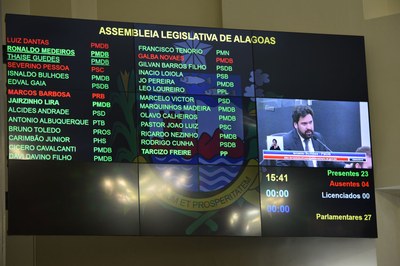 ASSEMBLEIA LEGISLATIVA DE ALAGOAS
LUIZ DANTAS PMDB
RONALDO MEDEIROS PMDB
THAISE GUEDES PMDB
SEVERINO PESSOA PSC
ISNALDO BULHOES PMDB
EDVAL GAIA PMDB
MARCOS BARBOSA PRB
JAIRZINHO LIRA PMDB
ALCIDES ANDRADE PSD
ANTONIO ALBUQUERQUE PTB
BRUNO TOLEDO PROS
CARIMBÃO JÚNIOR PHS
CICERO CAVALCANTI PMDB
DAVI DAVINO FILHO PMDB
FRANCISCO TENORIO PMN
GALBA NOVAES PMDB
GILVAN BARROS FILHO PSDB
INACIO LOIOLA PSB
JO PEREIRA PMDB
LEO LOUREIRO PPL
MARCELO VICTOR PSD
MARQUINHOS MADEIRA PMDB
OLAVO CALHEIROS PMDB
PASTOR JOAO LUIZ PSC
RICARDO NEZINHO PMDB
RODRIGO CUNHA PSDB
TARCIZO FREIRE PP
15:41
00:00
00:00
Presentes 23
Ausentes 04
Licenciados 00
Parlamentares 27